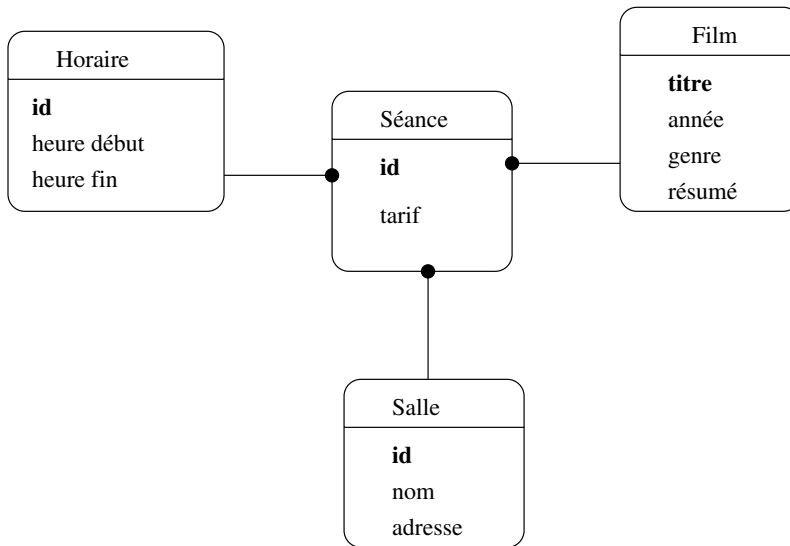 Horaire
id
heure début
heure fin
Séance
id
tarif
Film
titre
année
genre
résumé
Salle
id
nom
adresse